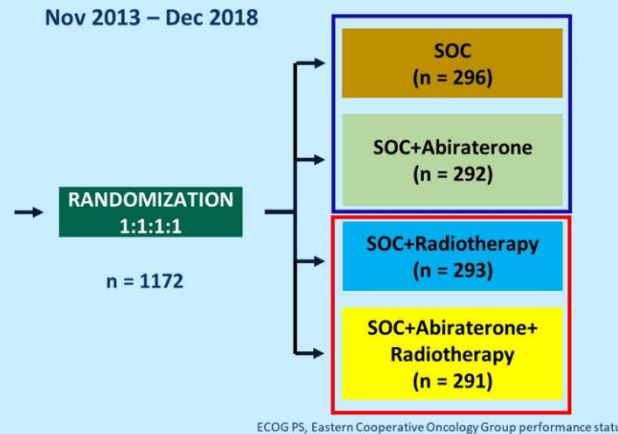 Nov 2013 – Dec 2018
SOC
(n = 296)
SOC+Abiraterone
(n = 292)
RANDOMIZATION
1:1:1:1
n = 1172
SOC+Radiotherapy
(n = 293)
SOC+Abiraterone+
Radiotherapy
(n = 291)
ECOG PS, Eastern Cooperative Oncology Group performance statu